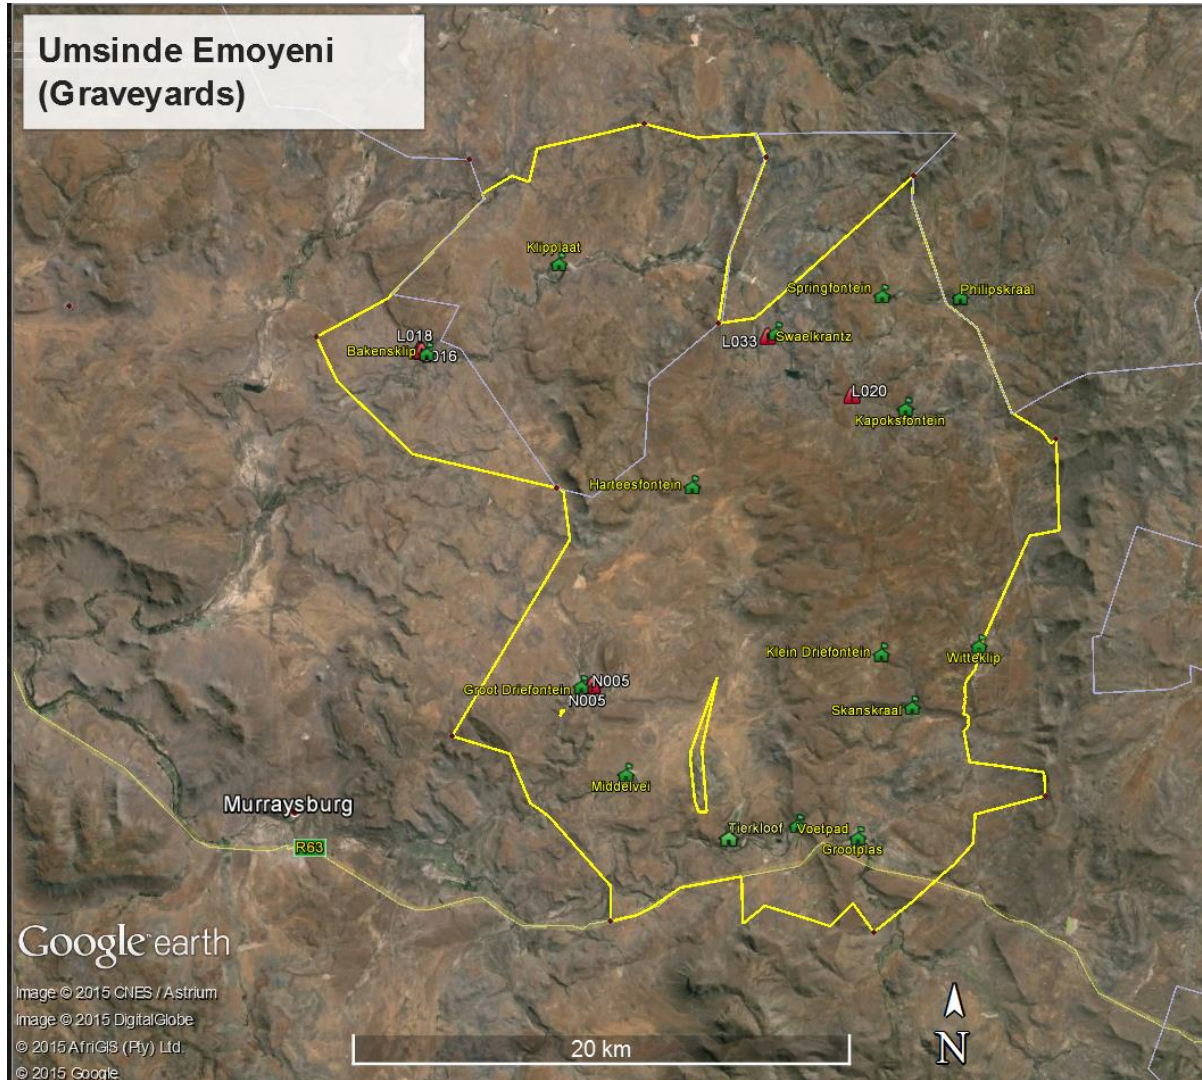 Umsinde Emoyeni
(Graveyards)
Klipplaat
Springfontein
Philipskraal
L018
Bakensklip
L033
Swaelkrantz
L020
Kapoksfontein
Harteesfontein
Klein Driefontein
Witteklip
Groot Driefontein
N005
N005
Skanskraal
Middelvei
Murraysburg
R63
Tierkloof
Voetpad
Grootplas
Google earth
Image © 2015 CNES / Astrium
Image © 2015 DigitalGlobe
© 2015 AfriGIS (Pty) Ltd.
© 2015 Google
20 km
N